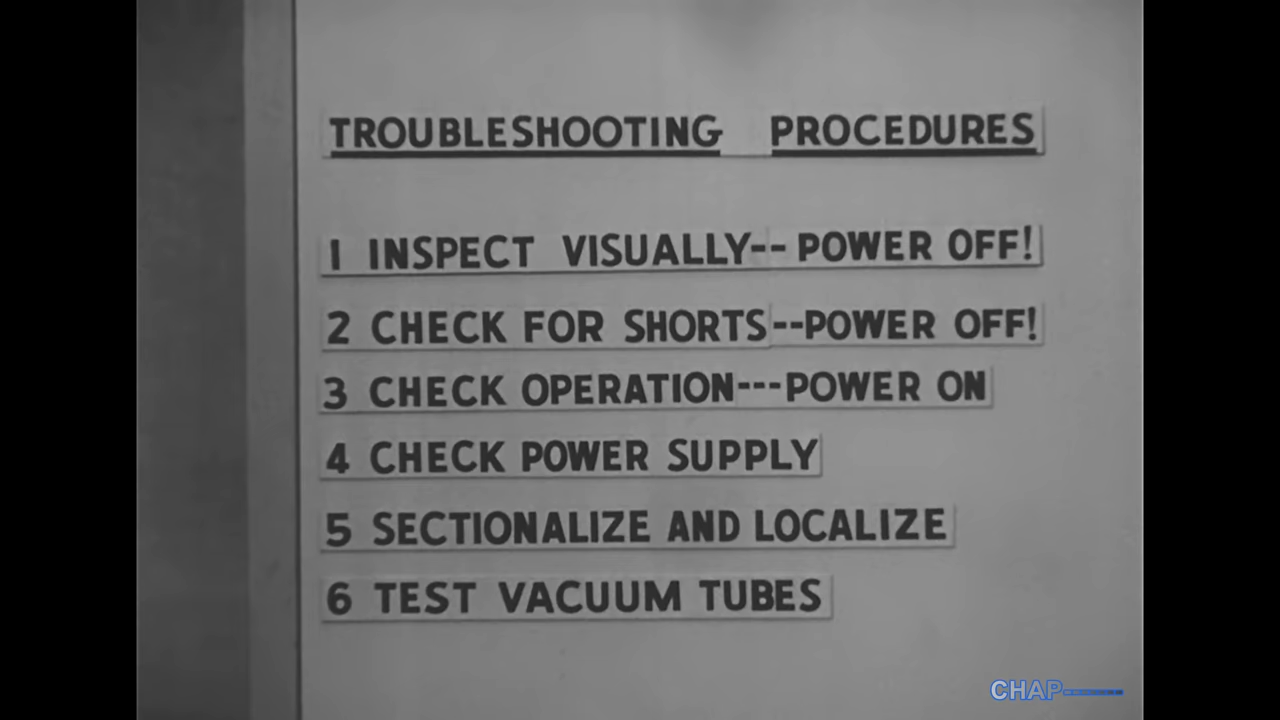 TROUBLESHOOTING PROCEDURES
1 INSPECT VISUALLY-- POWER OFF!
2 CHECK FOR SHORTS--POWER OFF!
3 CHECK OPERATION---POWER ON
4 CHECK POWER SUPPLY
5 SECTIONALIZE AND LOCALIZE
6 TEST VACUUM TUBES
CHAP